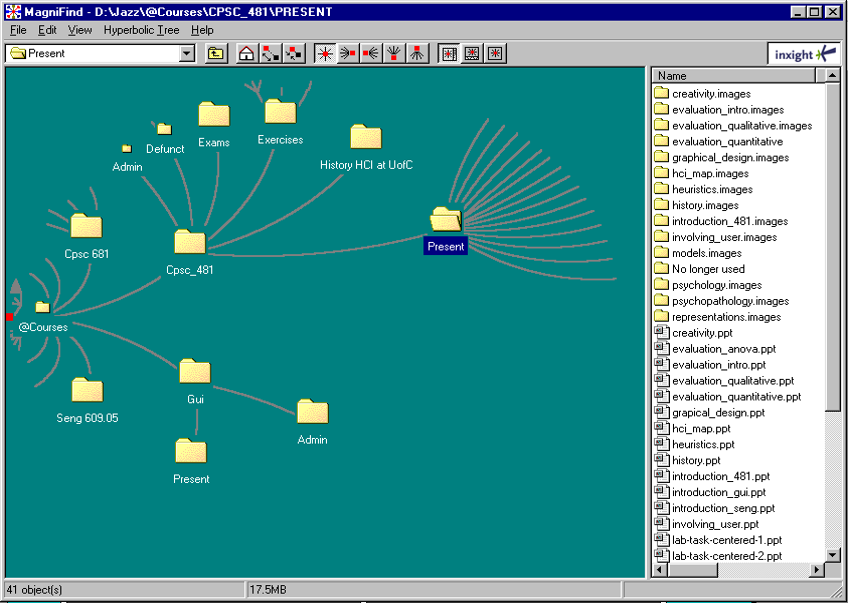 MagniFind - D:\Jazz\@Courses\CPSC_481\PRESENT
File Edit View Hyperbolic Tree Help
Present
inxight
Name
creativity.images
evaluation_intro.images
evaluation_qualitative.images
evaluation_quantitative
graphical_design.images
hci_map.images
heuristics.images
history.images
introduction_481.images
involving_user.images
models.images
No longer used
psychology.images
psychopathology.images
representations.images
creativity.ppt
evaluation_anova.ppt
evaluation_intro.ppt
evaluation_qualitative.ppt
evaluation_quantitative.ppt
grapical_design.ppt
hci_map.ppt
heuristics.ppt
history.ppt
introduction_481.ppt
introduction_gui.ppt
introduction_seng.ppt
involving_user.ppt
lab-task-centered-1.ppt
lab-task-centered-2.ppt
Exams
Exercises
Defunct
Admin
History HCI at UofC
Present
Cpsc 681
Cpsc_481
@Courses
Gui
Seng 609.05
Admin
Present
41 object(s)
17.5MB